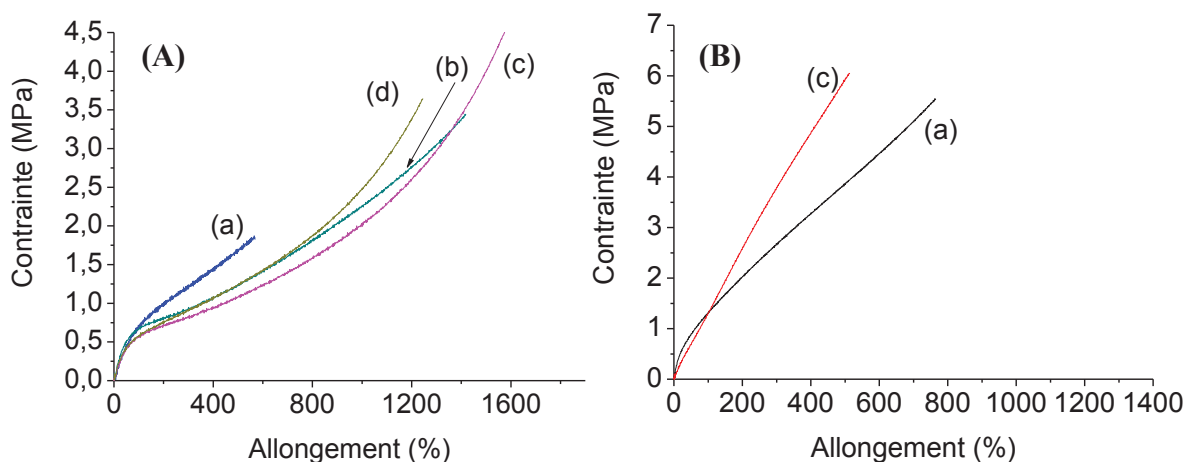 (A)
Contrainte (MPa)
4,5
4,0
3,5
3,0
2,5
2,0
1,5
1,0
0,5
0,0
(a)
(d)
(b)
(c)
0 400 800 1200 1600
Allongement (%)
(B)
Contrainte (MPa)
7
6
5
4
3
2
1
0
(c)
(a)
0 200 400 600 800 1000 1200 1400
Allongement (%)